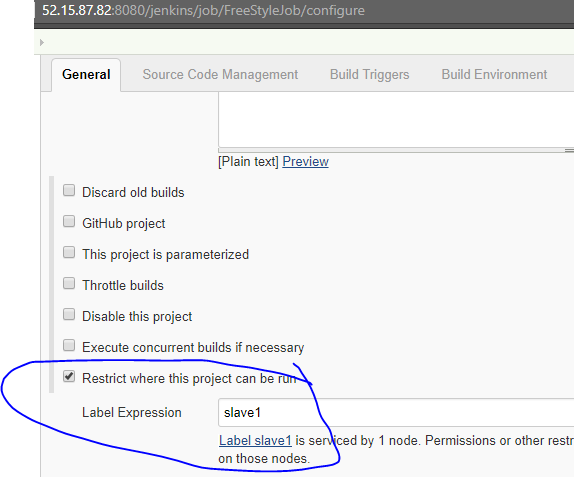 52.15.87.82:8080/jenkins/job/FreeStyleJob/configure
General Source Code Management Build Triggers Build Environment
[Plain text] Preview
Discard old builds
GitHub project
This project is parameterized
Throttle builds
Disable this project
Execute concurrent builds if necessary
Restrict where this project can be run
Label Expression slave1
Label slave1 is serviced by 1 node. Permissions or other restr
on those nodes.